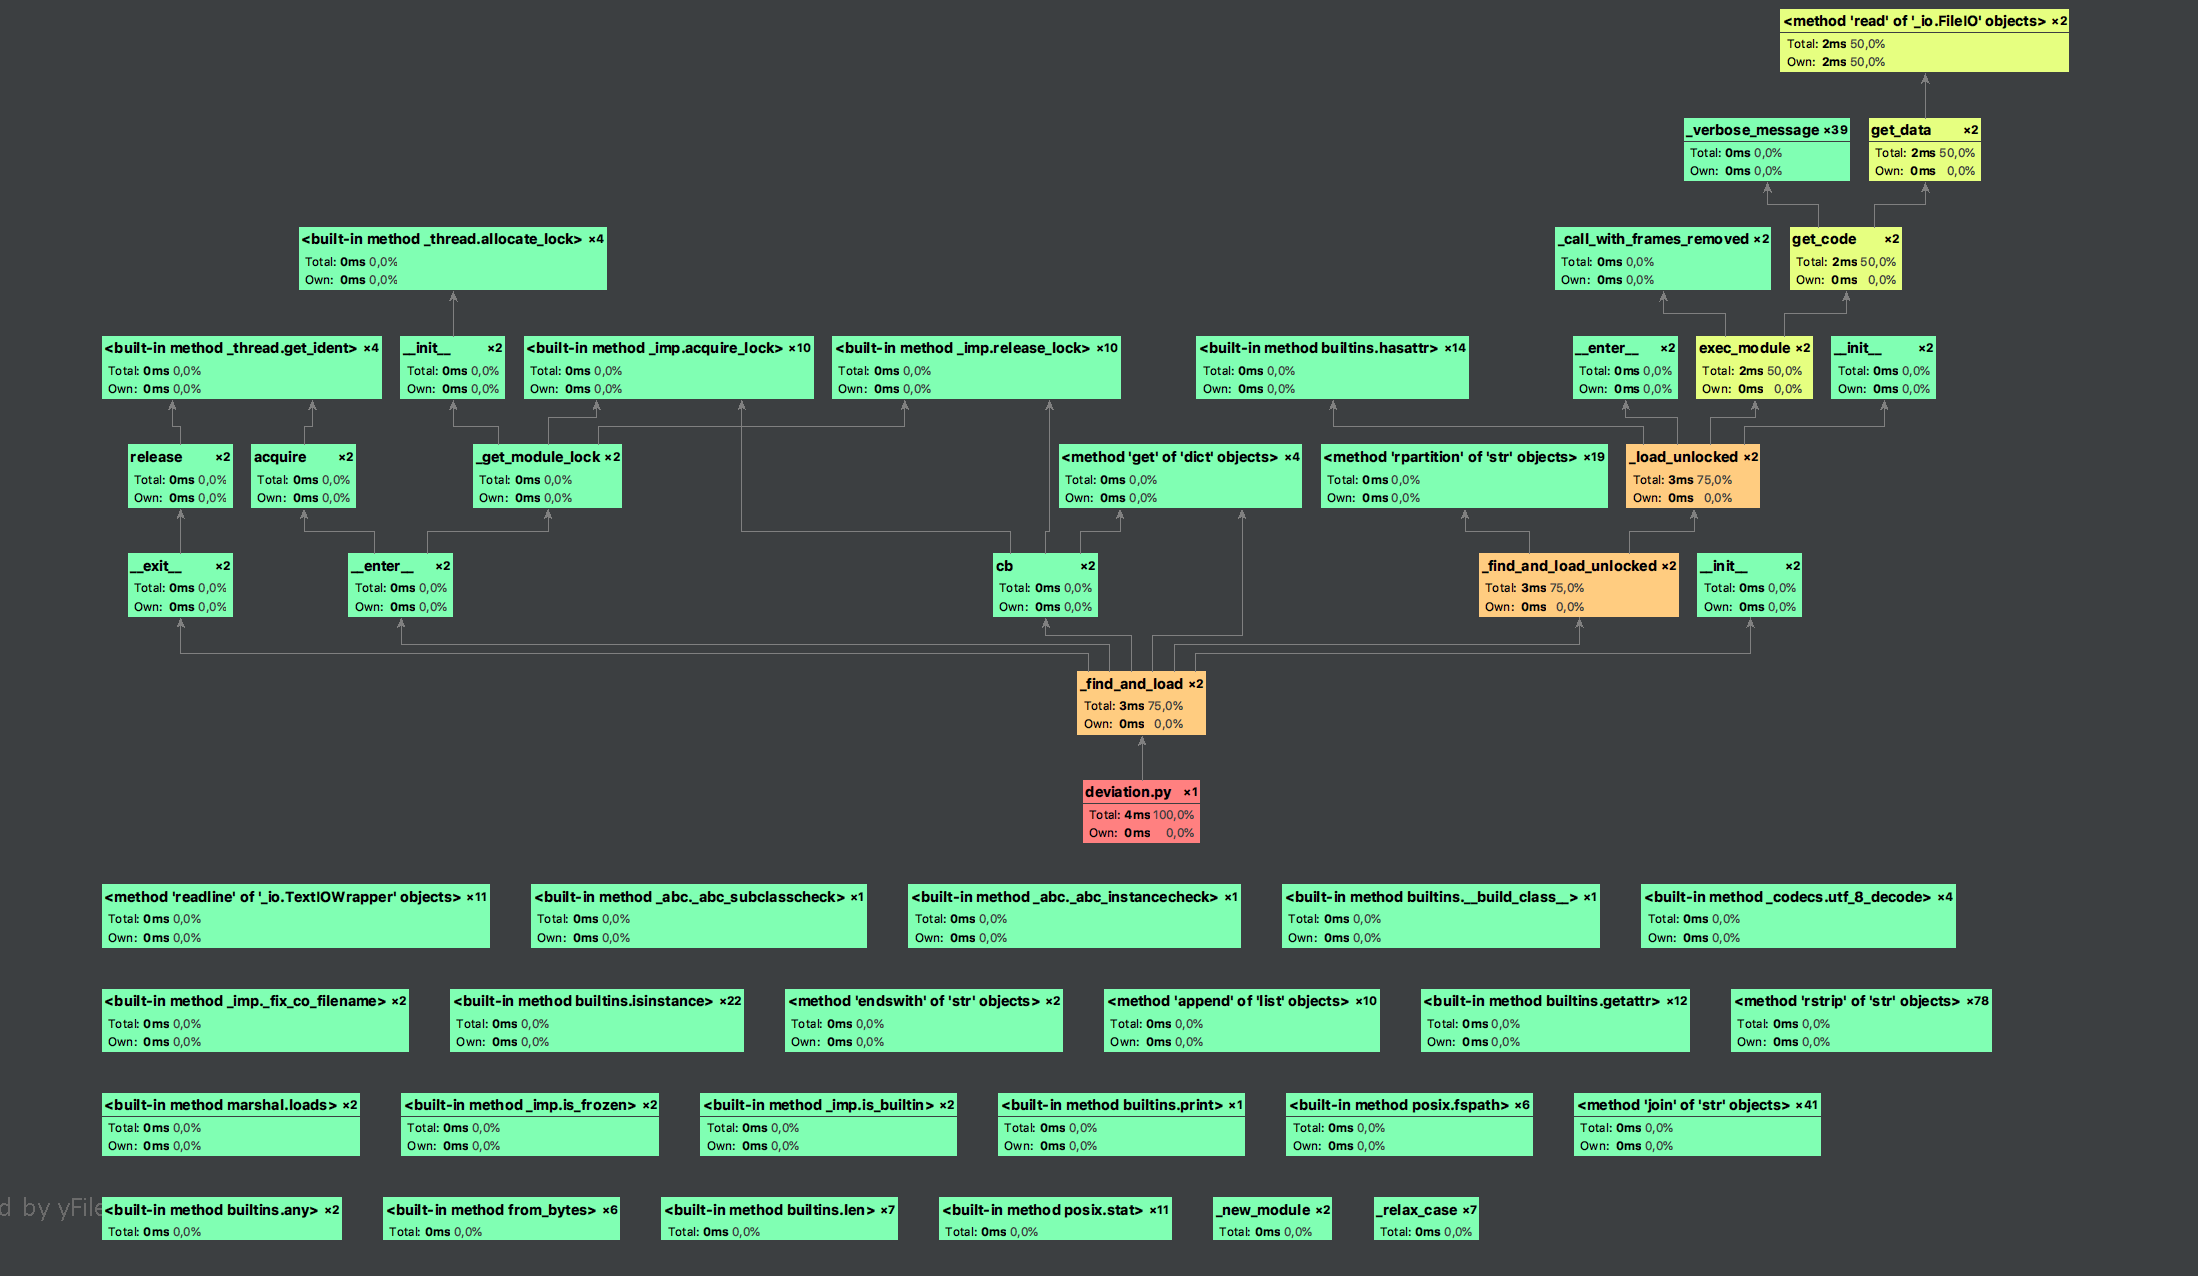 <method 'read' of '_io.FileIO' objects> ×2
Total: 2ms 50,0%
Own: 2ms 50,0%
_verbose_message ×39
Total: 0ms 0,0%
Own: 0ms 0,0%
get_data ×2
Total: 2ms 50,0%
Own: 0ms 0,0%
<built-in method _thread.allocate_lock> ×4
Total: 0ms 0,0%
Own: 0ms 0,0%
_call_with_frames_removed ×2
Total: 0ms 0,0%
Own: 0ms 0,0%
get_code ×2
Total: 2ms 50,0%
Own: 0ms 0,0%
<built-in method _thread.get_ident> ×4
Total: 0ms 0,0%
Own: 0ms 0,0%
__init__ ×2
Total: 0ms 0,0%
Own: 0ms 0,0%
<built-in method _imp.acquire_lock> ×10
Total: 0ms 0,0%
Own: 0ms 0,0%
<built-in method _imp.release_lock> ×10
Total: 0ms 0,0%
Own: 0ms 0,0%
<built-in method builtins.hasattr> ×14
Total: 0ms 0,0%
Own: 0ms 0,0%
__enter__ ×2
Total: 0ms 0,0%
Own: 0ms 0,0%
exec_module ×2
Total: 2ms 50,0%
Own: 0ms 0,0%
__init__ ×2
Total: 0ms 0,0%
Own: 0ms 0,0%
release ×2
Total: 0ms 0,0%
Own: 0ms 0,0%
acquire ×2
Total: 0ms 0,0%
Own: 0ms 0,0%
_get_module_lock ×2
Total: 0ms 0,0%
Own: 0ms 0,0%
<method 'get' of 'dict' objects> ×4
Total: 0ms 0,0%
Own: 0ms 0,0%
<method 'rpartition' of 'str' objects> ×19
Total: 0ms 0,0%
Own: 0ms 0,0%
_load_unlocked ×2
Total: 3ms 75,0%
Own: 0ms 0,0%
__exit__ ×2
Total: 0ms 0,0%
Own: 0ms 0,0%
__enter__ ×2
Total: 0ms 0,0%
Own: 0ms 0,0%
cb ×2
Total: 0ms 0,0%
Own: 0ms 0,0%
_find_and_load_unlocked ×2
Total: 3ms 75,0%
Own: 0ms 0,0%
__init__ ×2
Total: 0ms 0,0%
Own: 0ms 0,0%
_find_and_load ×2
Total: 3ms 75,0%
Own: 0ms 0,0%
deviation.py ×1
Total: 4ms 100,0%
Own: 0ms 0,0%
<method 'readline' of '_io.TextIOWrapper' objects> ×11
Total: 0ms 0,0%
Own: 0ms 0,0%
<built-in method _abc._abc_subclasscheck> ×1
Total: 0ms 0,0%
Own: 0ms 0,0%
<built-in method _abc._abc_instancecheck> ×1
Total: 0ms 0,0%
Own: 0ms 0,0%
<built-in method builtins.__build_class__> ×1
Total: 0ms 0,0%
Own: 0ms 0,0%
<built-in method _codecs.utf_8_decode> ×4
Total: 0ms 0,0%
Own: 0ms 0,0%
<built-in method _imp._fix_co_filename> ×2
Total: 0ms 0,0%
Own: 0ms 0,0%
<built-in method builtins.isinstance> ×22
Total: 0ms 0,0%
Own: 0ms 0,0%
<method 'endswith' of 'str' objects> ×2
Total: 0ms 0,0%
Own: 0ms 0,0%
<method 'append' of 'list' objects> ×10
Total: 0ms 0,0%
Own: 0ms 0,0%
<built-in method builtins.getattr> ×12
Total: 0ms 0,0%
Own: 0ms 0,0%
<method 'rstrip' of 'str' objects> ×78
Total: 0ms 0,0%
Own: 0ms 0,0%
<built-in method marshal.loads> ×2
Total: 0ms 0,0%
Own: 0ms 0,0%
<built-in method _imp.is_frozen> ×2
Total: 0ms 0,0%
Own: 0ms 0,0%
<built-in method _imp.is_builtin> ×2
Total: 0ms 0,0%
Own: 0ms 0,0%
<built-in method builtins.print> ×1
Total: 0ms 0,0%
Own: 0ms 0,0%
<built-in method posix.fspath> ×6
Total: 0ms 0,0%
Own: 0ms 0,0%
<method 'join' of 'str' objects> ×41
Total: 0ms 0,0%
Own: 0ms 0,0%
d by yFile
<built-in method builtins.any> ×2
Total: 0ms 0,0%
<built-in method from_bytes> ×6
Total: 0ms 0,0%
<built-in method builtins.len> ×7
Total: 0ms 0,0%
<built-in method posix.stat> ×11
Total: 0ms 0,0%
_new_module ×2
Total: 0ms 0,0%
_relax_case ×7
Total: 0ms 0,0%